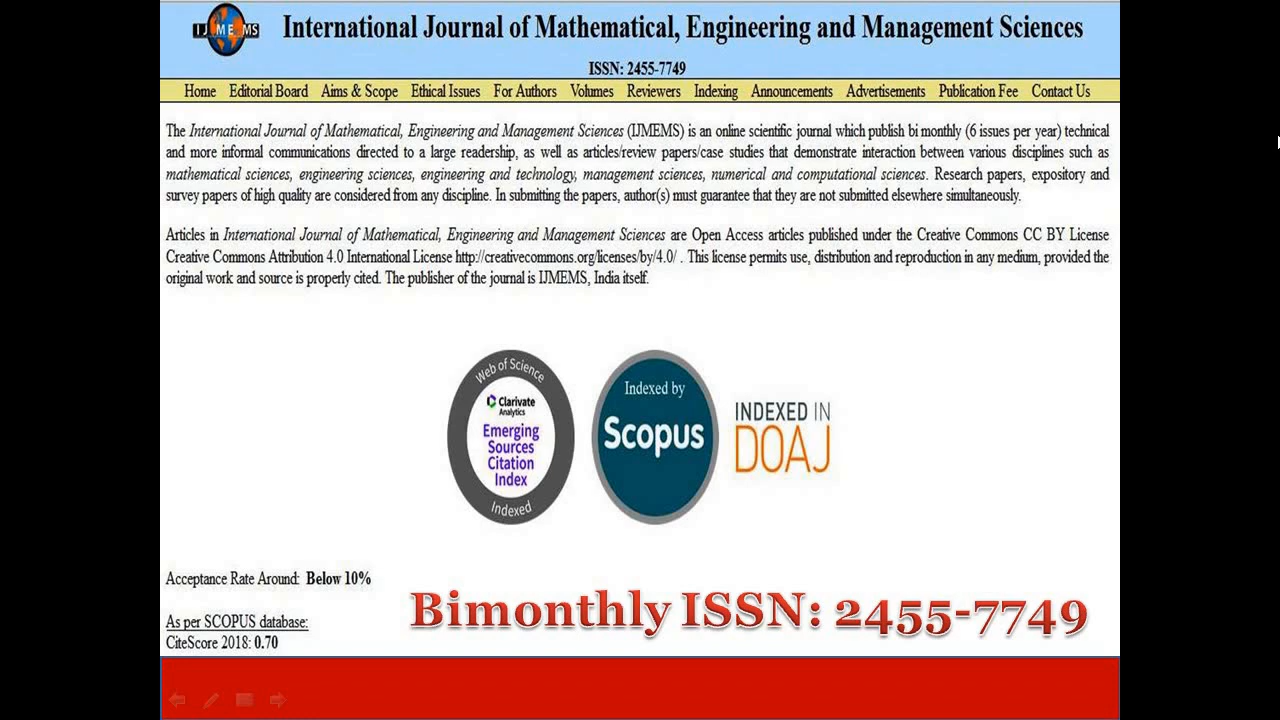 IJMEMS
International Journal of Mathematical, Engineering and Management Sciences
ISSN: 2455-7749
Home Editorial Board Aims & Scope Ethical Issues For Authors Volumes Reviewers Indexing Announcements Advertisements Publication Fee Contact Us
The International Journal of Mathematical, Engineering and Management Sciences (IJMEMS) is an online scientific journal which publish bi monthly (6 issues per year) technical
and more informal communications directed to a large readership, as well as articles/review papers/case studies that demonstrate interaction between various disciplines such as
mathematical sciences, engineering sciences, engineering and technology, management sciences, numerical and computational sciences. Research papers, expository and
survey papers of high quality are considered from any discipline. In submitting the papers, author(s) must guarantee that they are not submitted elsewhere simultaneously.
Articles in International Journal of Mathematical, Engineering and Management Sciences are Open Access articles published under the Creative Commons CC BY License
Creative Commons Attribution 4.0 International License http://creativecommons.org/licenses/by/4.0/ . This license permits use, distribution and reproduction in any medium, provided the
original work and source is properly cited. The publisher of the journal is IJMEMS, India itself.
Web of Science
Clarivate
Analytics
Emerging
Sources
Citation
Index
Indexed
Indexed by
Scopus
INDEXED IN
DOAJ
Acceptance Rate Around: Below 10%
Bimonthly ISSN: 2455-7749
As per SCOPUS database:
CiteScore 2018: 0.70